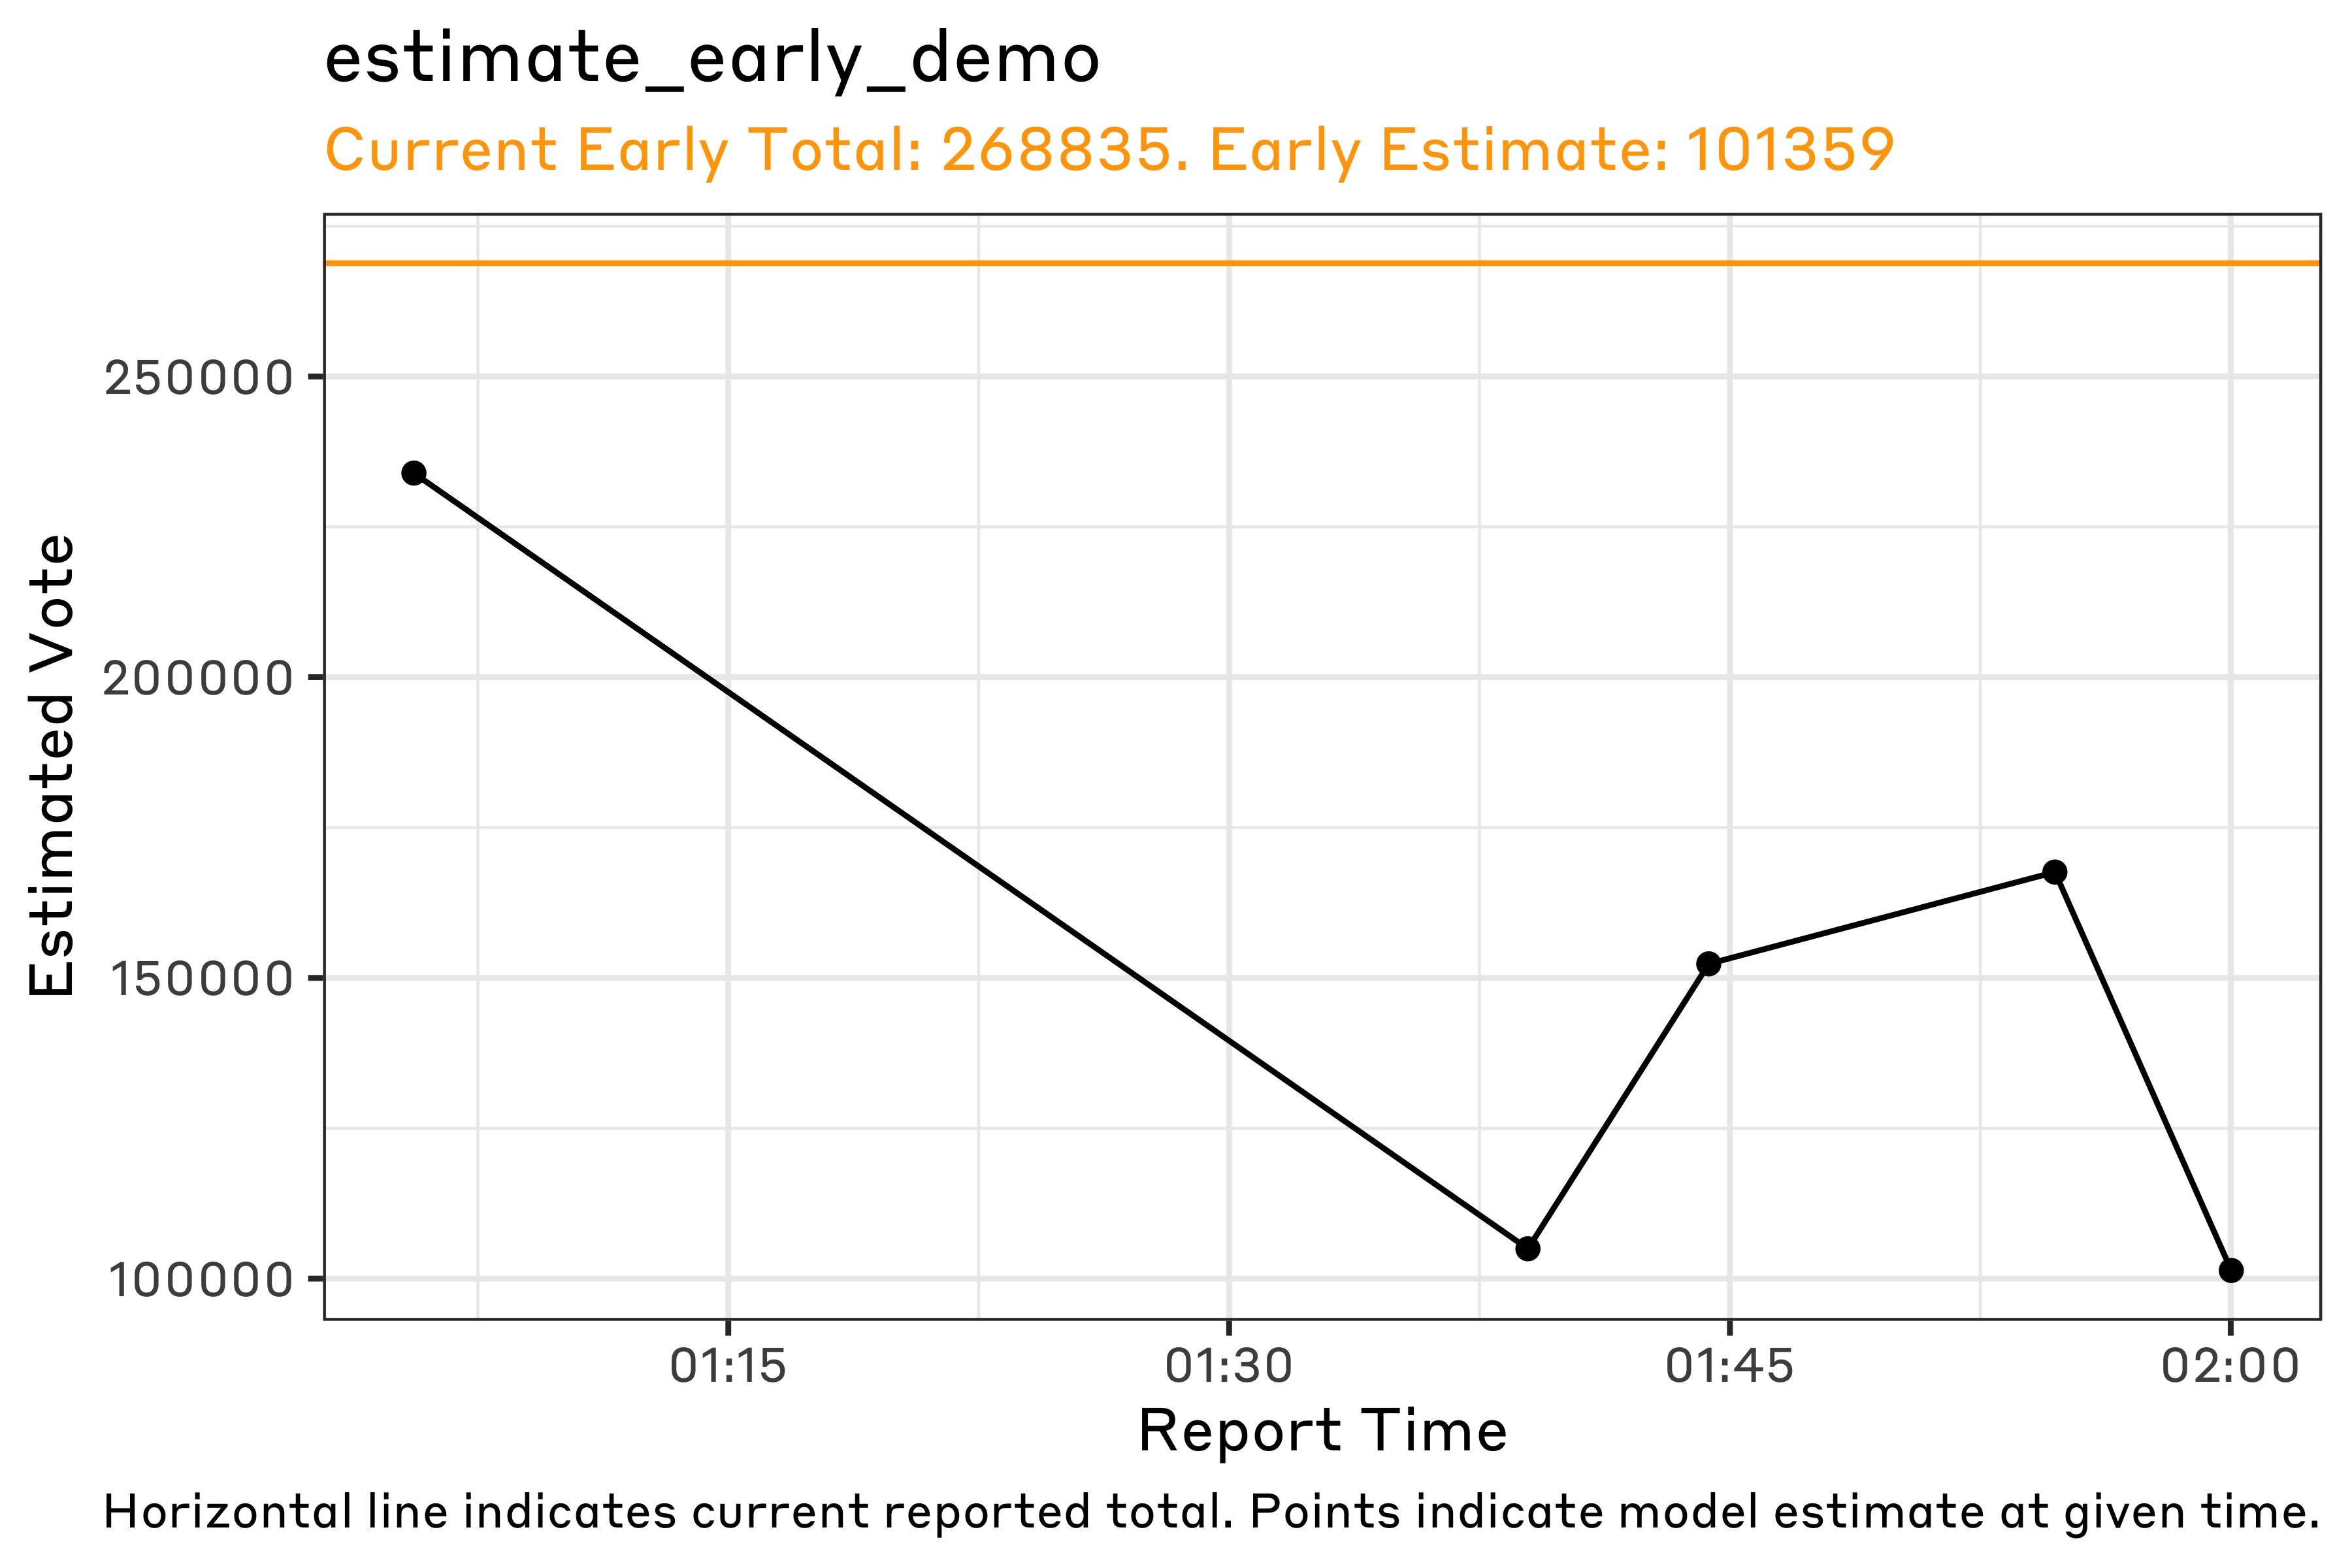 estimate_early_demo
Current Early Total: 268835. Early Estimate: 101359
Estimated Vote
250000
200000
150000
100000
01:15 01:30 01:45 02:00
Report Time
Horizontal line indicates current reported total. Points indicate model estimate at given time.